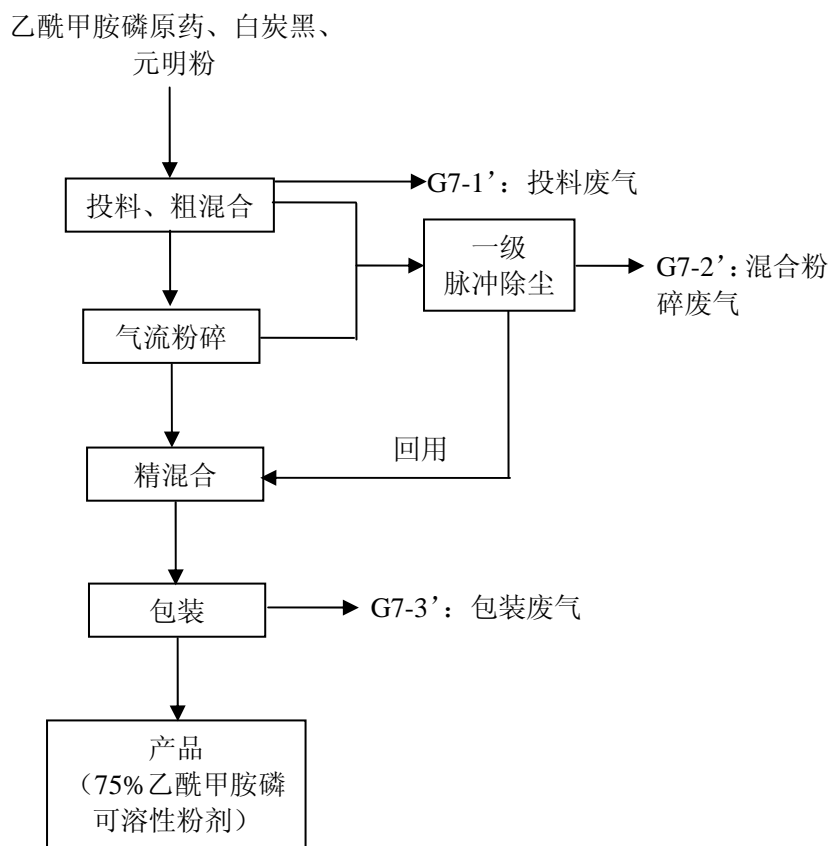 乙酰甲胺磷原药、白炭黑、
元明粉
投料、粗混合
G7-1’：投料废气
一级
脉冲除尘
G7-2’：混合粉
碎废气
气流粉碎
回用
精混合
包装
G7-3’：包装废气
产品
（75%乙酰甲胺磷
可溶性粉剂）